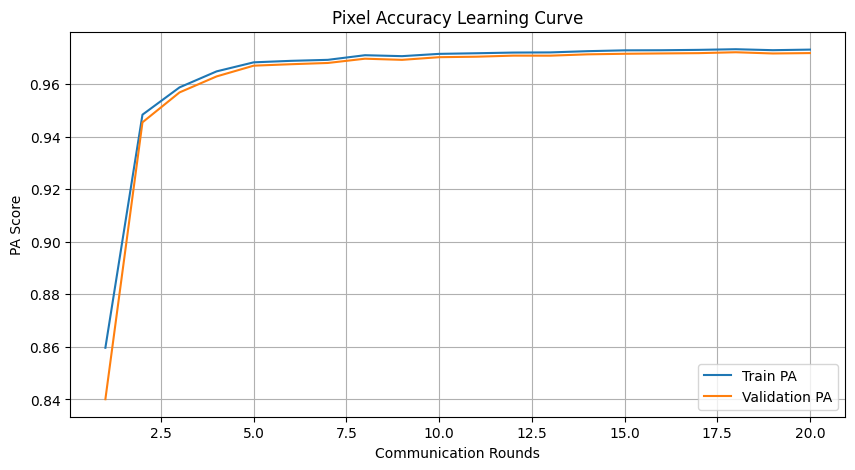 Pixel Accuracy Learning Curve
PA Score
0.96
0.94
0.92
0.90
0.88
0.86
0.84
2.5 5.0 7.5 10.0 12.5 15.0 17.5 20.0
Communication Rounds
Train PA
Validation PA